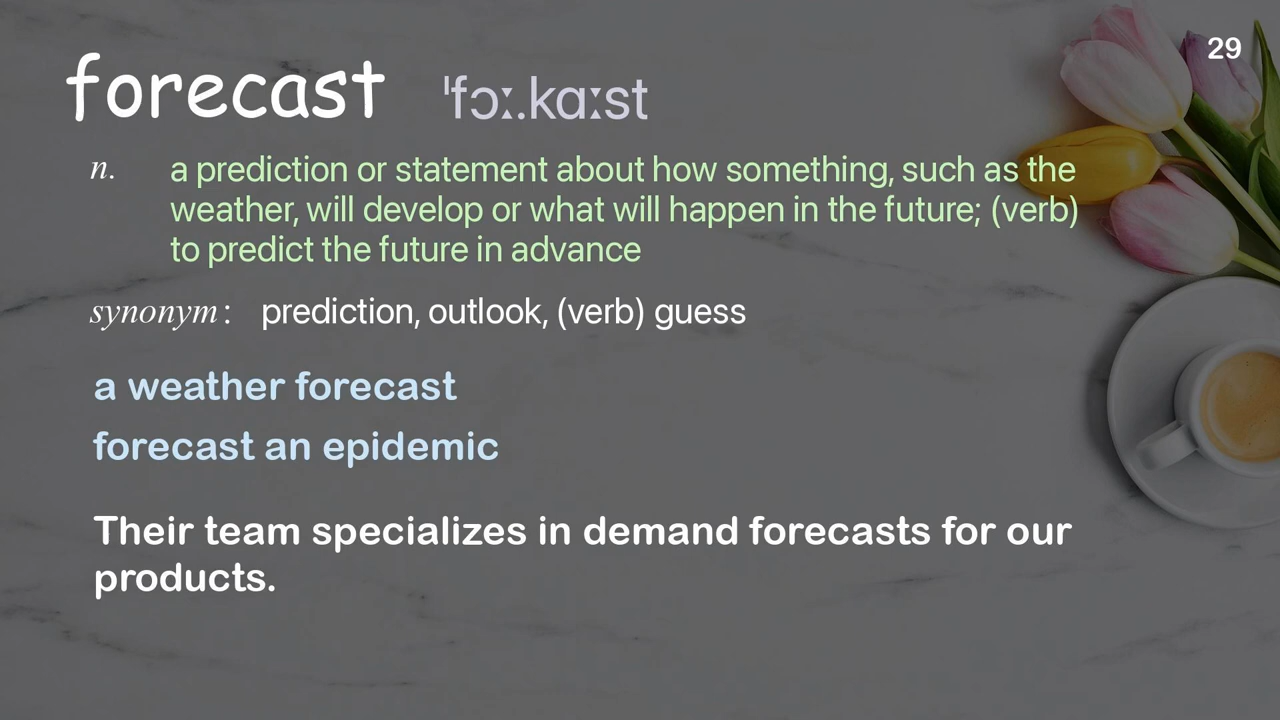 29
forecast ˈfɔː.kɑːst
n. a prediction or statement about how something, such as the
weather, will develop or what will happen in the future; (verb)
to predict the future in advance
synonym: prediction, outlook, (verb) guess
a weather forecast
forecast an epidemic
Their team specializes in demand forecasts for our
products.